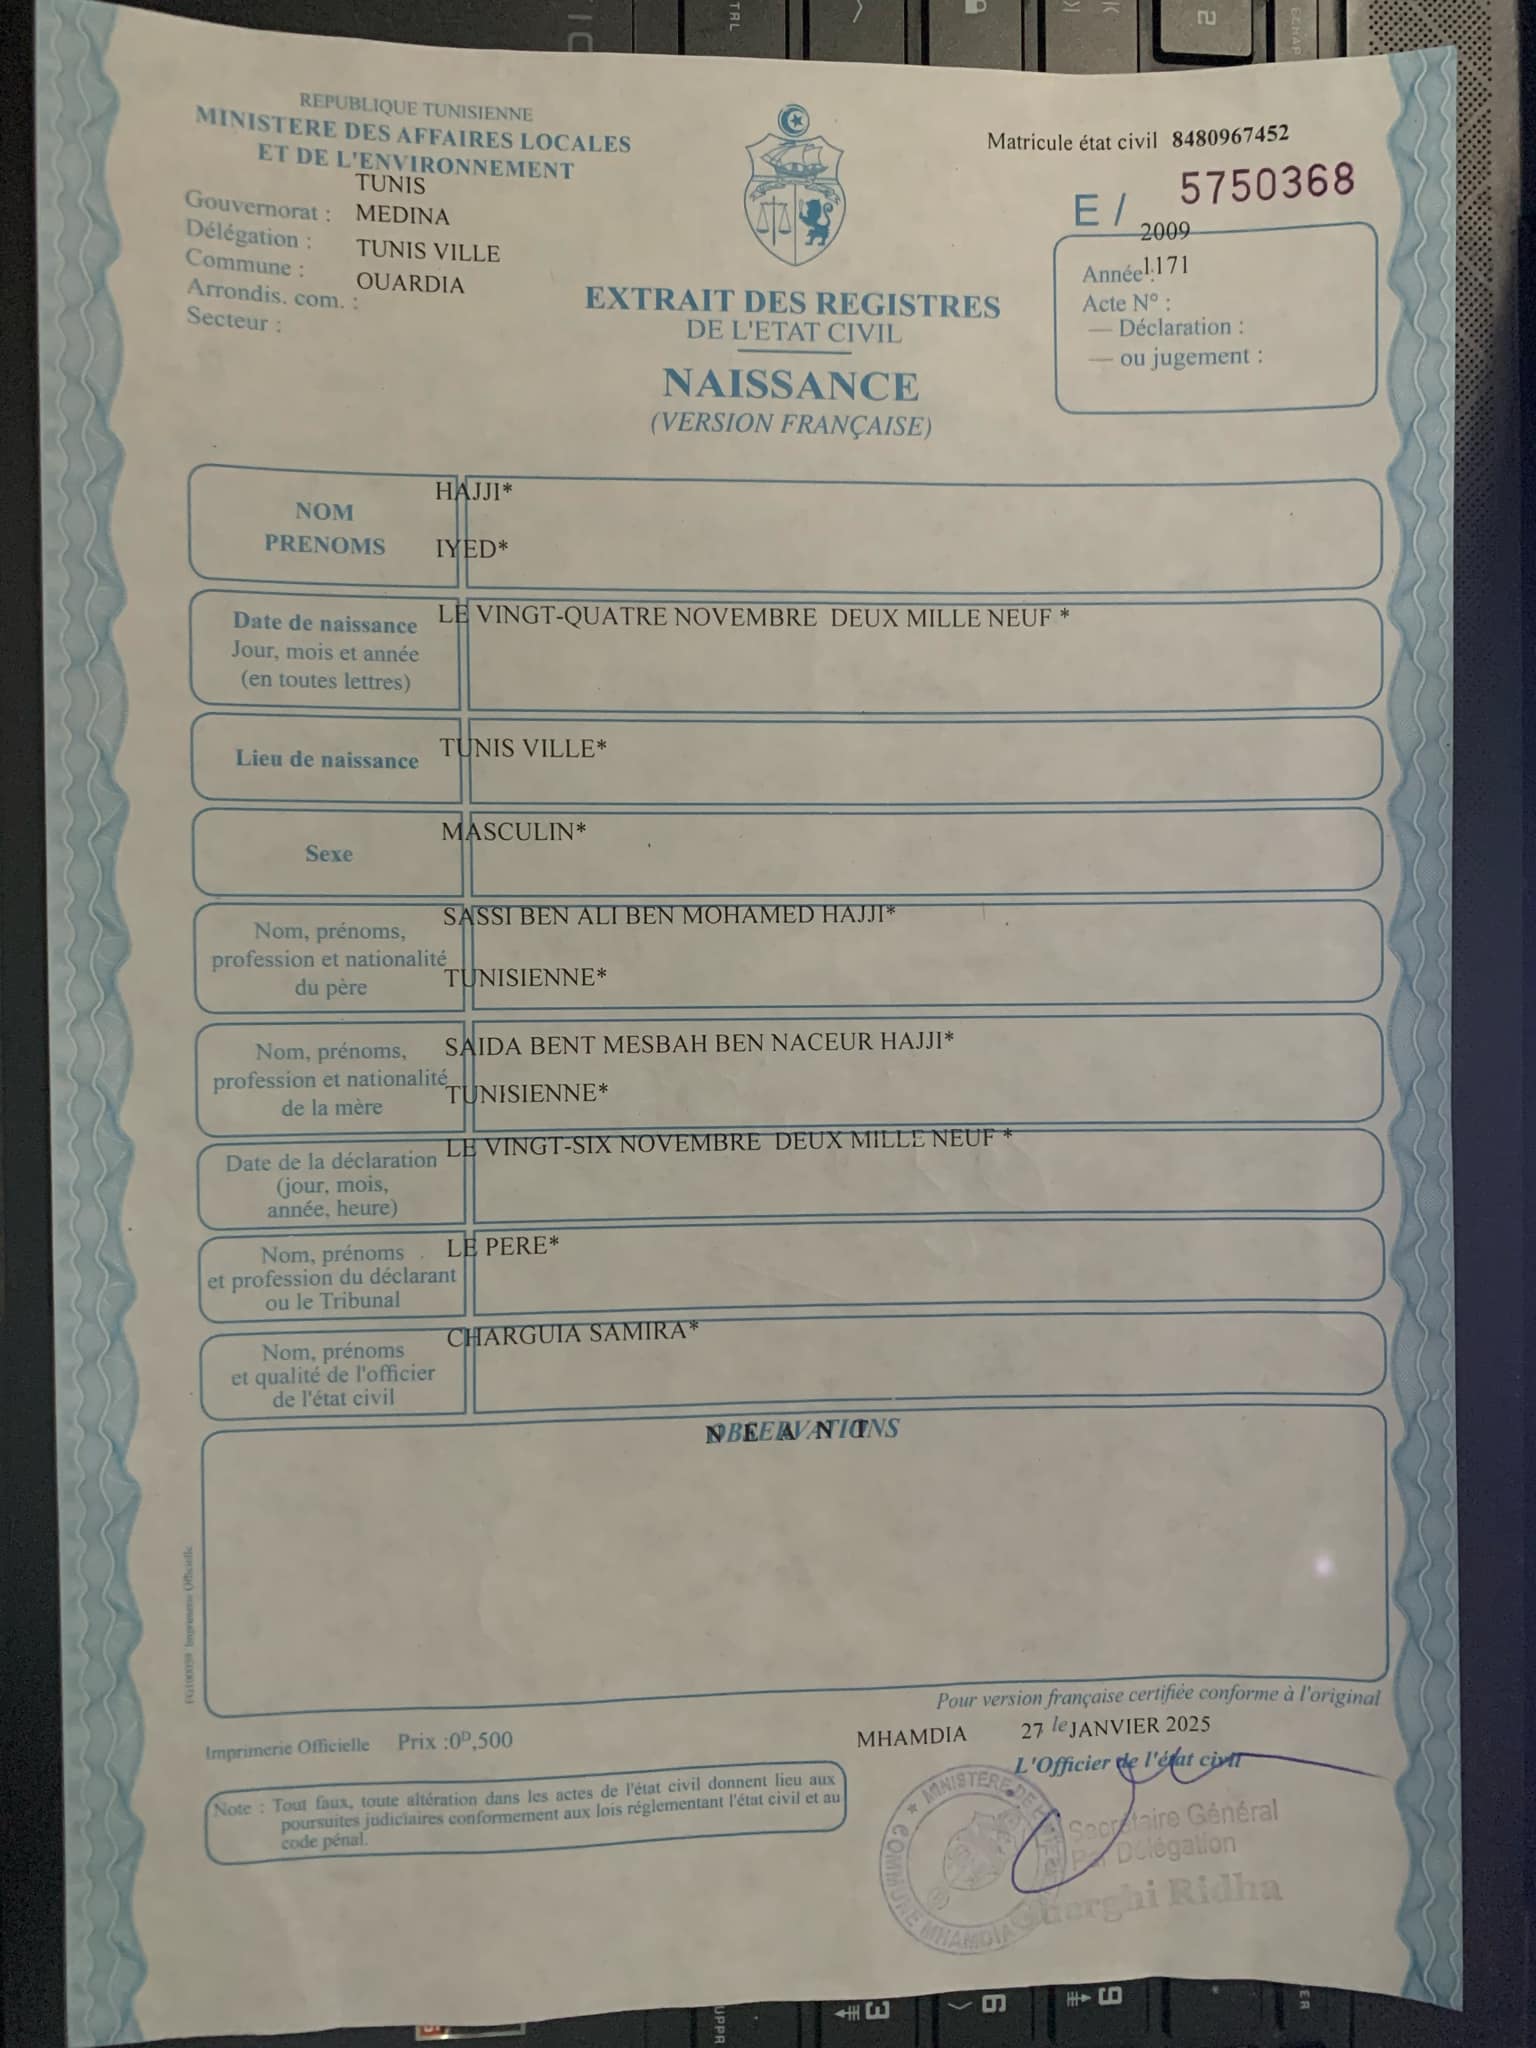 REPUBLIQUE TUNISIENNE
MINISTERE DES AFFAIRES LOCALES
ET DE L'ENVIRONNEMENT
TUNIS
Gouvernorat : MEDINA
Délégation : TUNIS VILLE
Commune : OUARDIA
Arrondis. com. :
Secteur :
Matricule état civil 8480967452
E / 5750368
2009
Année : 1171
Acte N° :
— Déclaration :
— ou jugement :
EXTRAIT DES REGISTRES
DE L'ETAT CIVIL
NAISSANCE
(VERSION FRANÇAISE)
NOM HAJJI*
PRENOMS IYED*
Date de naissance LE VINGT-QUATRE NOVEMBRE DEUX MILLE NEUF *
Jour, mois et année
(en toutes lettres)
Lieu de naissance TUNIS VILLE*
Sexe MASCULIN*
Nom, prénoms, SASSI BEN ALI BEN MOHAMED HAJJI*
profession et nationalité
du père TUNISIENNE*
Nom, prénoms, SAIDA BENT MESBAH BEN NACEUR HAJJI*
profession et nationalité
de la mère TUNISIENNE*
Date de la déclaration LE VINGT-SIX NOVEMBRE DEUX MILLE NEUF *
(jour, mois,
année, heure)
Nom, prénoms LE PERE*
et profession du déclarant
ou le Tribunal
Nom, prénoms CHARGUIA SAMIRA*
et qualité de l'officier
de l'état civil
OBSERVATIONS
N E A N T
Imprimerie Officielle
Pour version française certifiée conforme à l'original
Imprimerie Officielle Prix :0D,500
MHAMDIA 27 le JANVIER 2025
L'Officier de l'état civil
Note : Tout faux, toute altération dans les actes de l'état civil donnent lieu aux
poursuites judiciaires conformement aux lois réglementant l'état civil et au
code pénal.
MINISTERE DE
COMMUNE MHAMDIA
Secrétaire Général
Par Délégation
Ridha